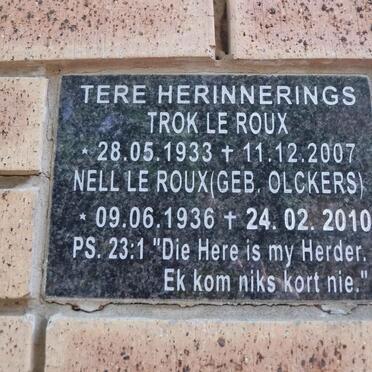 TERE HERINNERINGS
TROK LE ROUX
* 28.05.1933 † 11.12.2007
NELL LE ROUX(GEB, OLCKERS)
* 09.06.1936 † 24. 02. 2010
PS. 23:1 "Die Here is my Herder.
Ek kom niks kort nie."